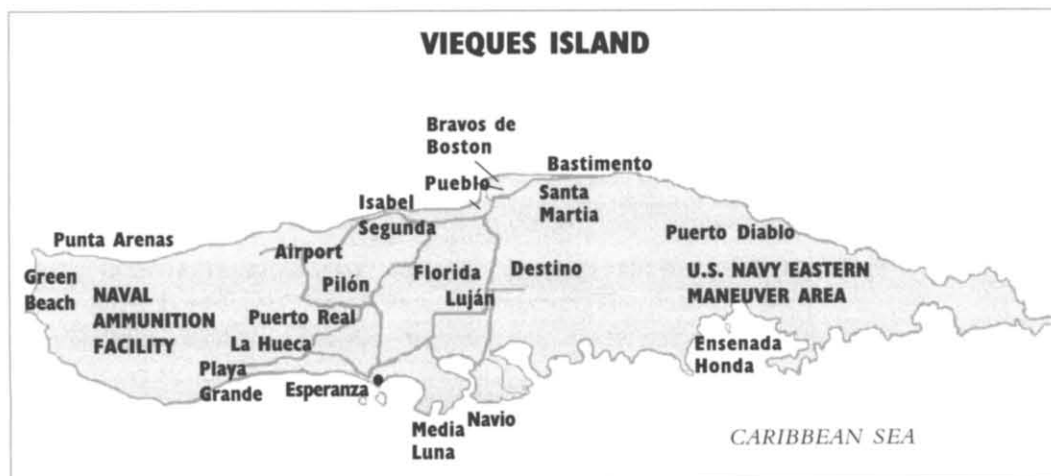 VIEQUES ISLAND
Bravos de
Boston
Bastimento
Pueblo
Santa
Martia
Isabel
Segunda
Punta Arenas
Airport
Puerto Diablo
Green
Beach
NAVAL
AMMUNITION
FACILITY
Pilón
Florida
Destino
U.S. NAVY EASTERN
MANEUVER AREA
Luján
Puerto Real
La Hueca
Ensenada
Honda
Playa
Grande
Esperanza
Media
Luna
Navio
CARIBBEAN SEA